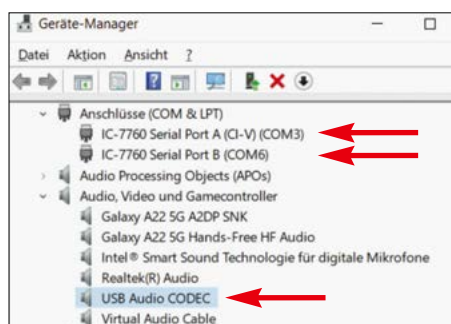 Geräte-Manager
Datei Aktion Ansicht ?
Anschlüsse (COM & LPT)
IC-7760 Serial Port A (CI-V) (COM3)
IC-7760 Serial Port B (COM6)
Audio Processing Objects (APOs)
Audio, Video und Gamecontroller
Galaxy A22 5G A2DP SNK
Galaxy A22 5G Hands-Free HF Audio
Intel® Smart Sound Technologie für digitale Mikrofone
Realtek(R) Audio
USB Audio CODEC
Virtual Audio Cable